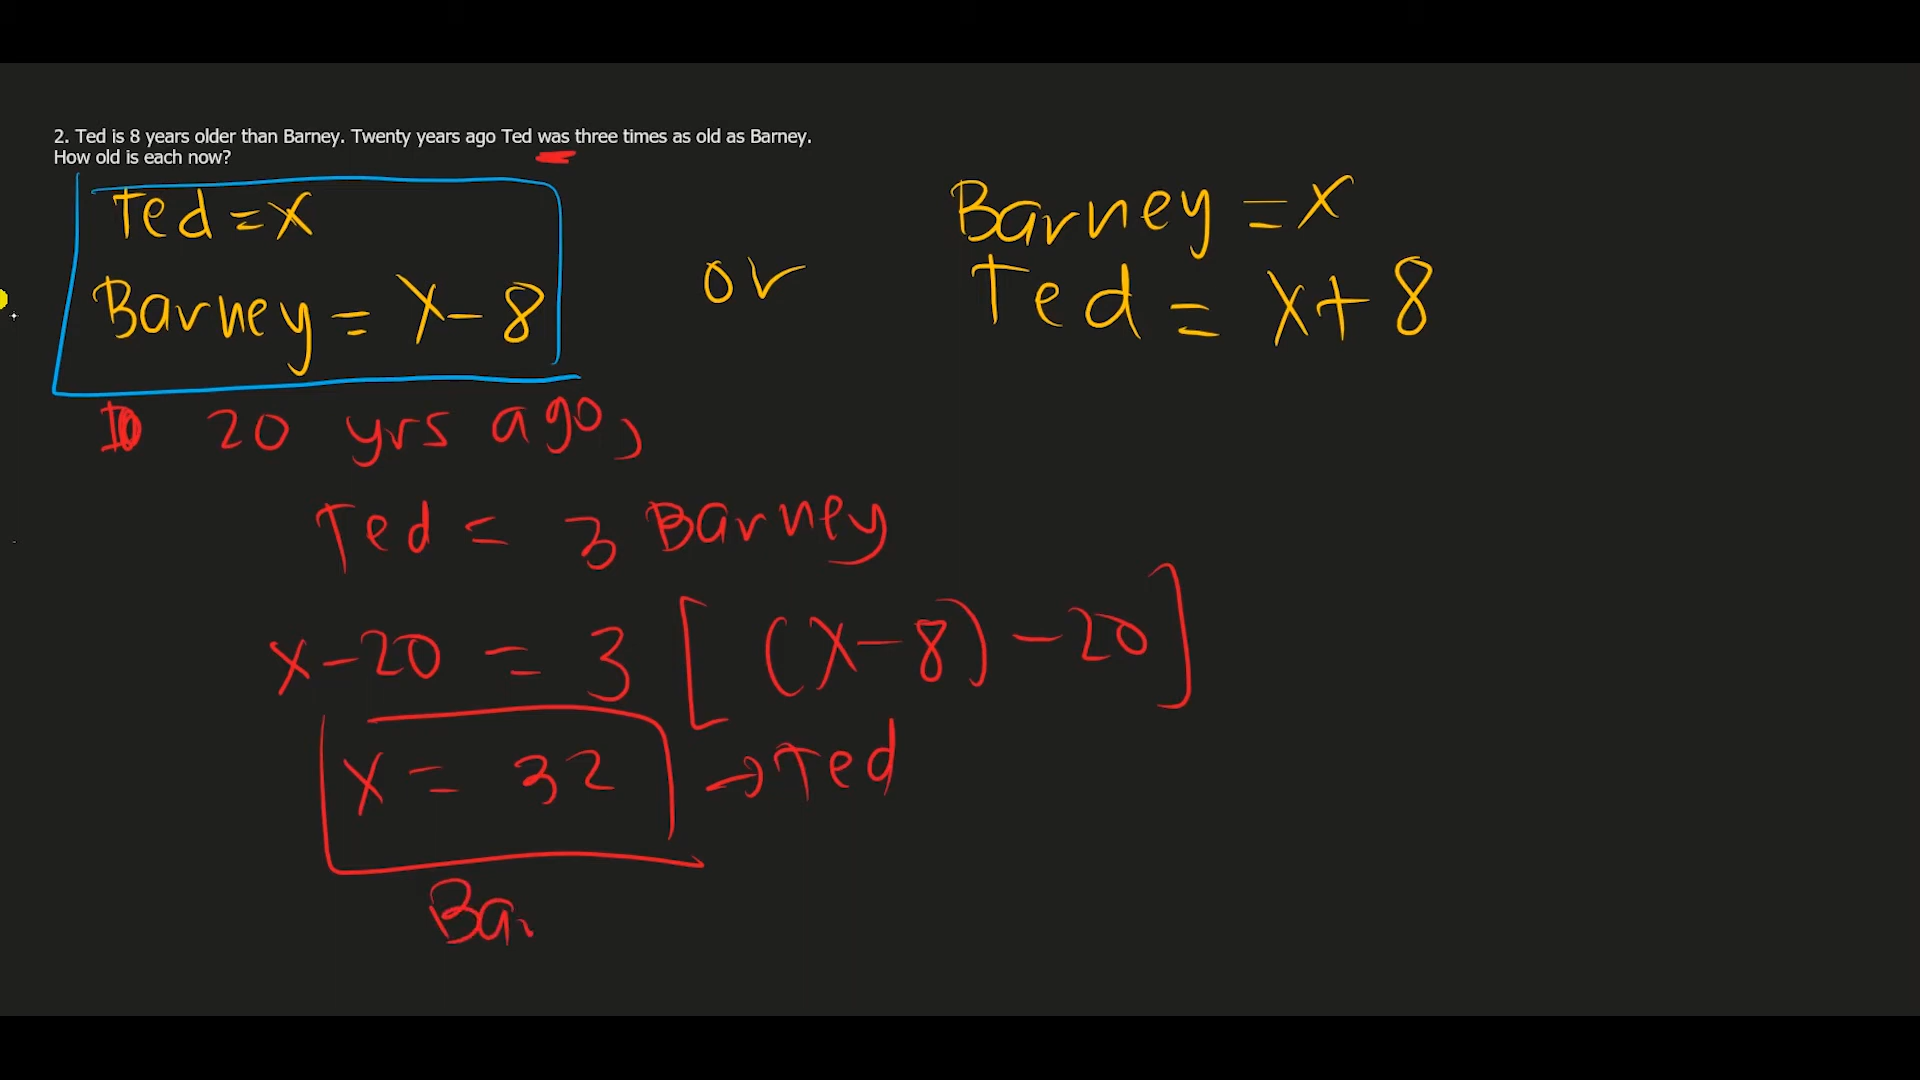 2. Ted is 8 years older than Barney. Twenty years ago Ted was three times as old as Barney.
How old is each now?
Ted = x
Barney = x - 8
or
Barney = x
Ted = x + 8
20 yrs ago,
Ted = 3 Barney
x - 20 = 3 [ (x - 8) - 20 ]
x = 32 → Ted
Ba